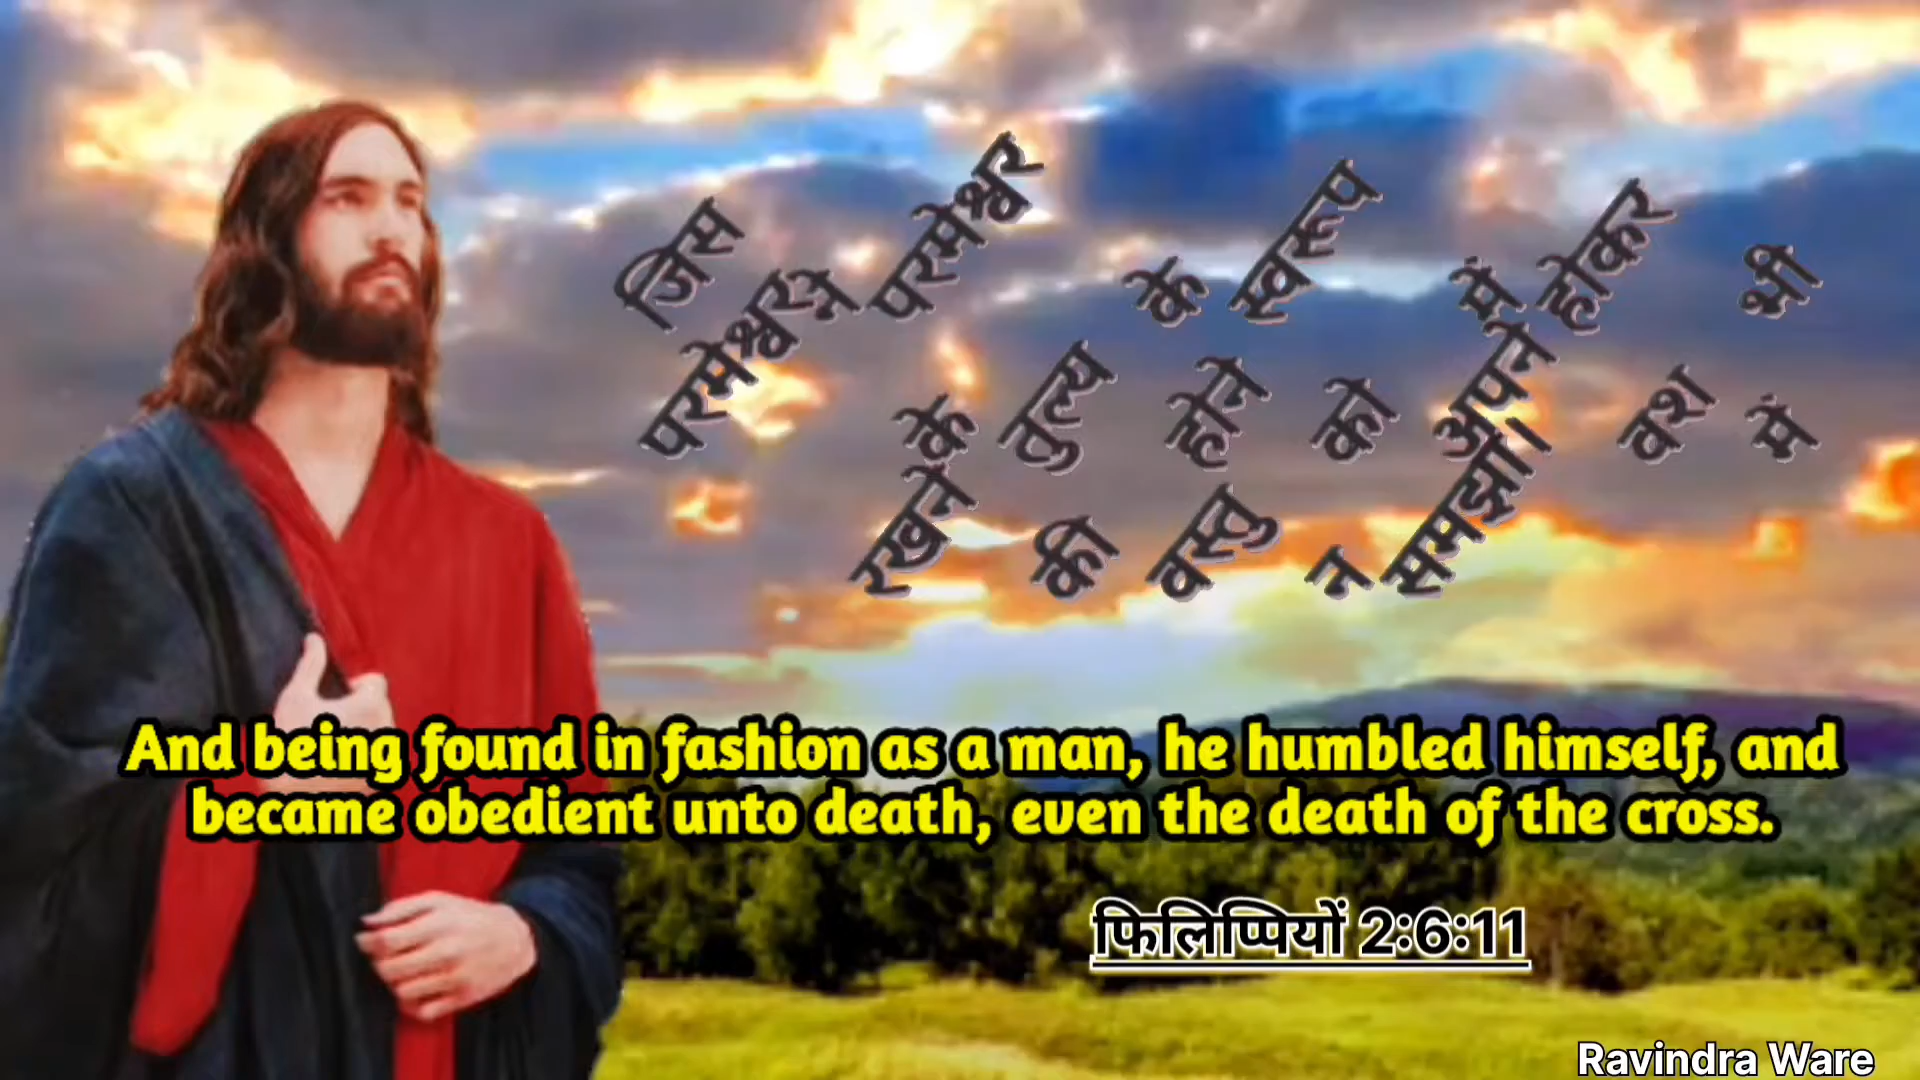 जिस ने परमेश्वर के स्वरूप में होकर भी
परमेश्वर के तुल्य होने को अपने वश में
रखने की वस्तु न समझा।
And being found in fashion as a man, he humbled himself, and
became obedient unto death, even the death of the cross.
फिलिप्पियों 2:6:11
Ravindra Ware